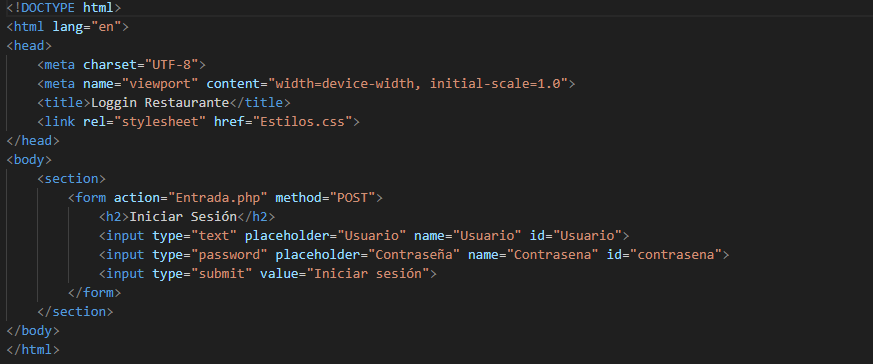 <!DOCTYPE html>
<html lang="en">
<head>
    <meta charset="UTF-8">
    <meta name="viewport" content="width=device-width, initial-scale=1.0">
    <title>Loggin Restaurante</title>
    <link rel="stylesheet" href="Estilos.css">
</head>
<body>
    <section>
        <form action="Entrada.php" method="POST">
            <h2>Iniciar Sesión</h2>
            <input type="text" placeholder="Usuario" name="Usuario" id="Usuario">
            <input type="password" placeholder="Contraseña" name="Contrasena" id="contrasena">
            <input type="submit" value="Iniciar sesión">
        </form>
    </section>
</body>
</html>